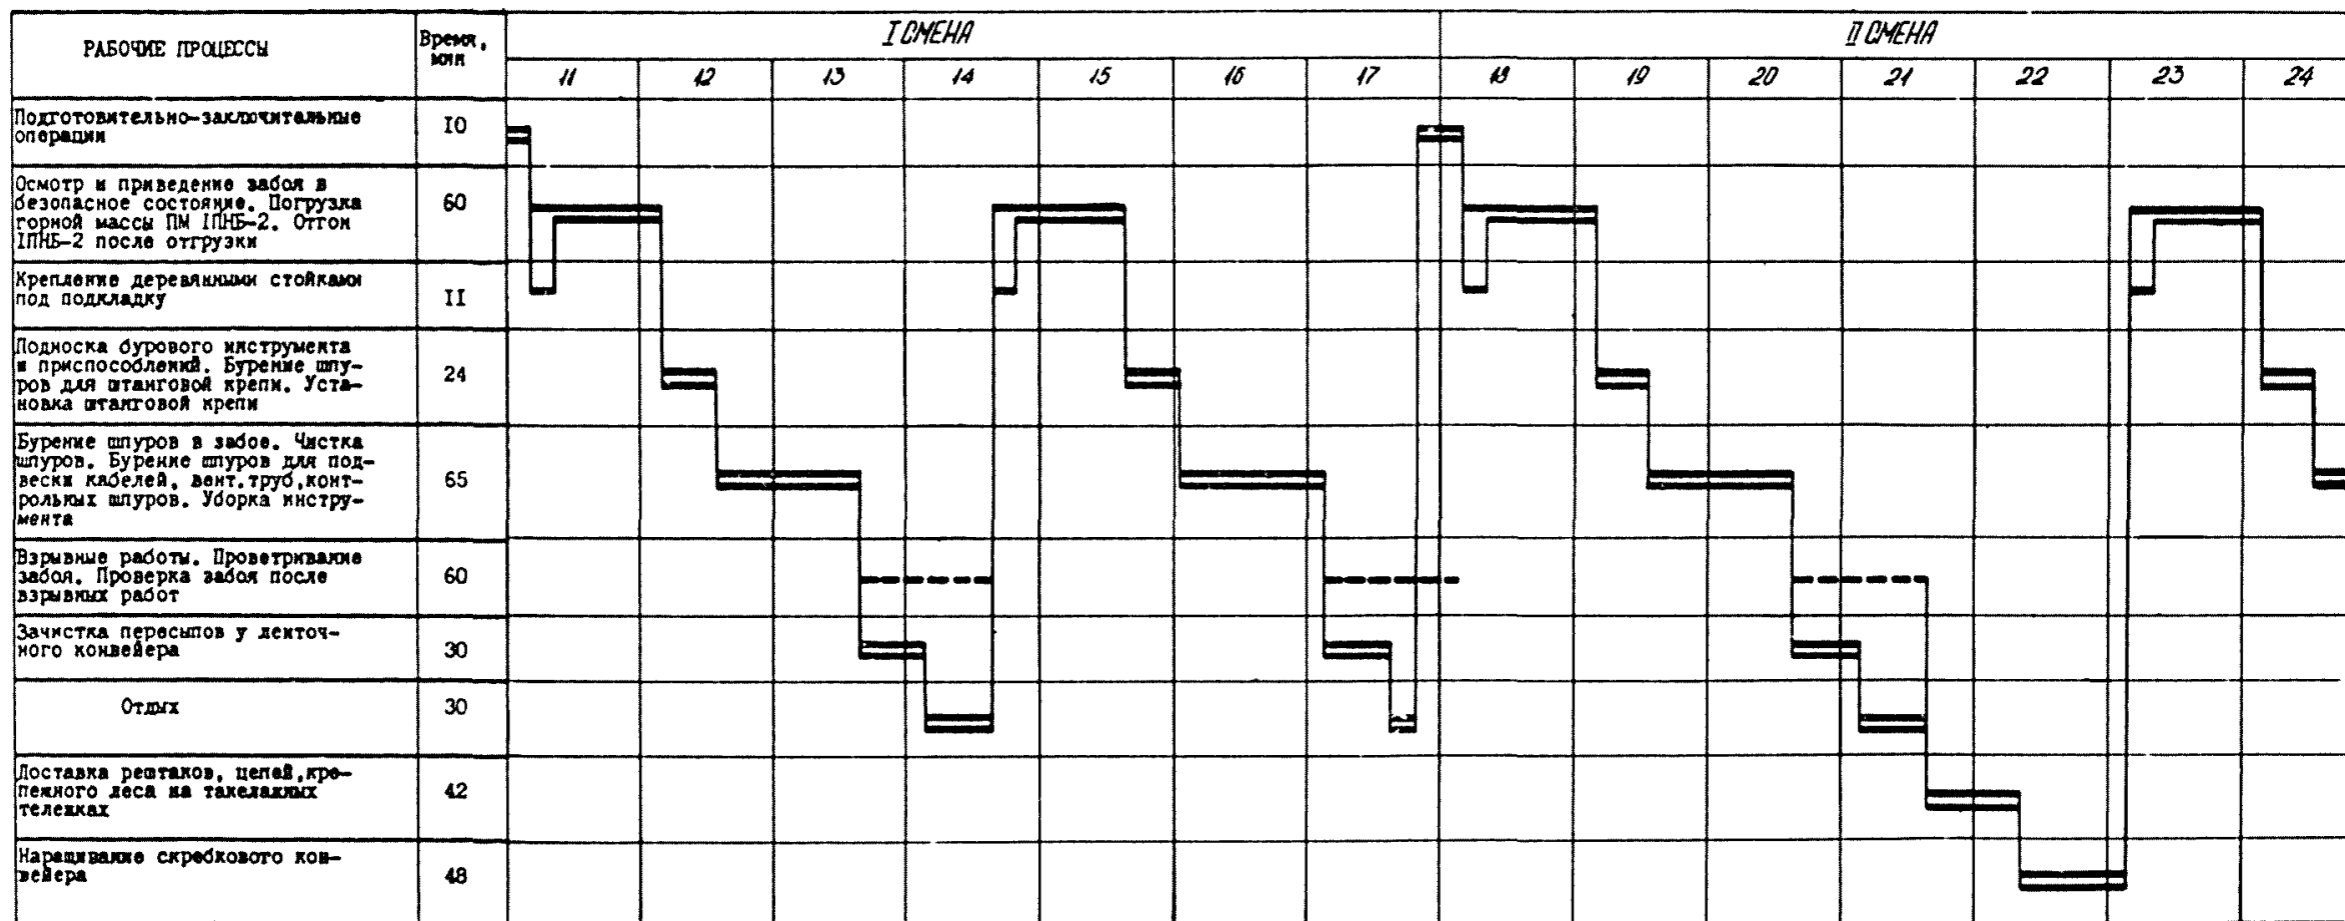 РАБОЧИЕ ПРОЦЕССЫ
Время,
мин
I СМЕНА
II СМЕНА
11 12 13 14 15 16 17 18 19 20 21 22 23 24
Подготовительно-заключительные
операции
10
Осмотр и приведение забоя в
безопасное состояние. Погрузка
горной массы ПМ 1ПНБ-2. Отгон
1ПНБ-2 после отгрузки
60
Крепление деревянными стойками
под подкладку
11
Подноска бурового инструмента
и приспособлений. Бурение шпу-
ров для штанговой крепи. Уста-
новка штанговой крепи
24
Бурение шпуров в забое. Чистка
шпуров. Бурение шпуров для под-
вески кабелей, вент.труб,конт-
рольных шпуров. Уборка инстру-
мента
65
Взрывные работы. Проветривание
забоя. Проверка забоя после
взрывных работ
60
Зачистка пересыпов у ленточ-
ного конвейера
30
Отдых
30
Доставка рештаков, цепей,кре-
пежного леса на такелажных
тележках
42
Наращивание скребкового кон-
вейера
48